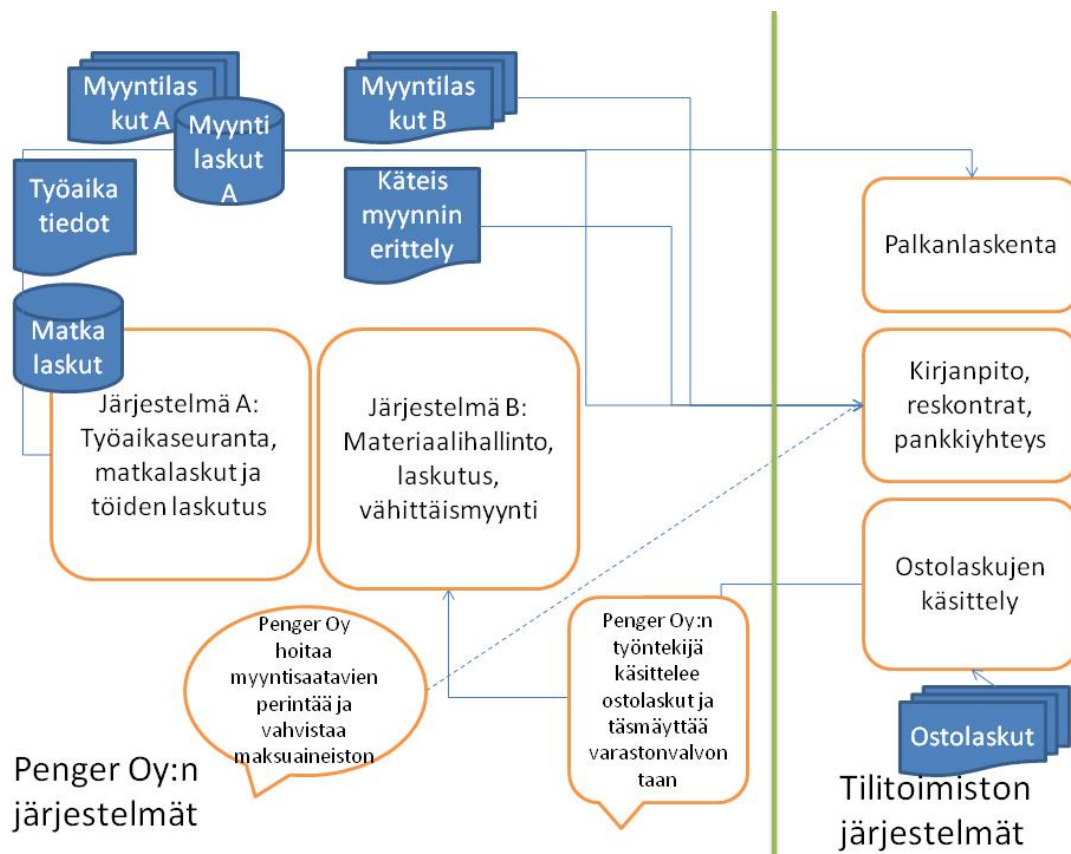 Myyntilas
kut A
Myynti
laskut
A
Myyntilas
kut B
Työaika
tiedot
Käteis
myynnin
erittely
Palkanlaskenta
Matka
laskut
Järjestelmä A:
Työaikaseuranta,
matkalaskut ja
töiden laskutus
Järjestelmä B:
Materiaalihallinto,
laskutus,
vähittäismyynti
Kirjanpito,
reskontrat,
pankkiyhteys
Ostolaskujen
käsittely
Penger Oy
hoitaa
myyntisaatavien
perintää ja
vahvistaa
maksuaineiston
Penger Oy:n
työntekijä
käsittelee
ostolaskut ja
täsmäyttää
varastonvalvon
taan
Ostolaskut
Penger Oy:n
järjestelmät
Tilitoimiston
järjestelmät